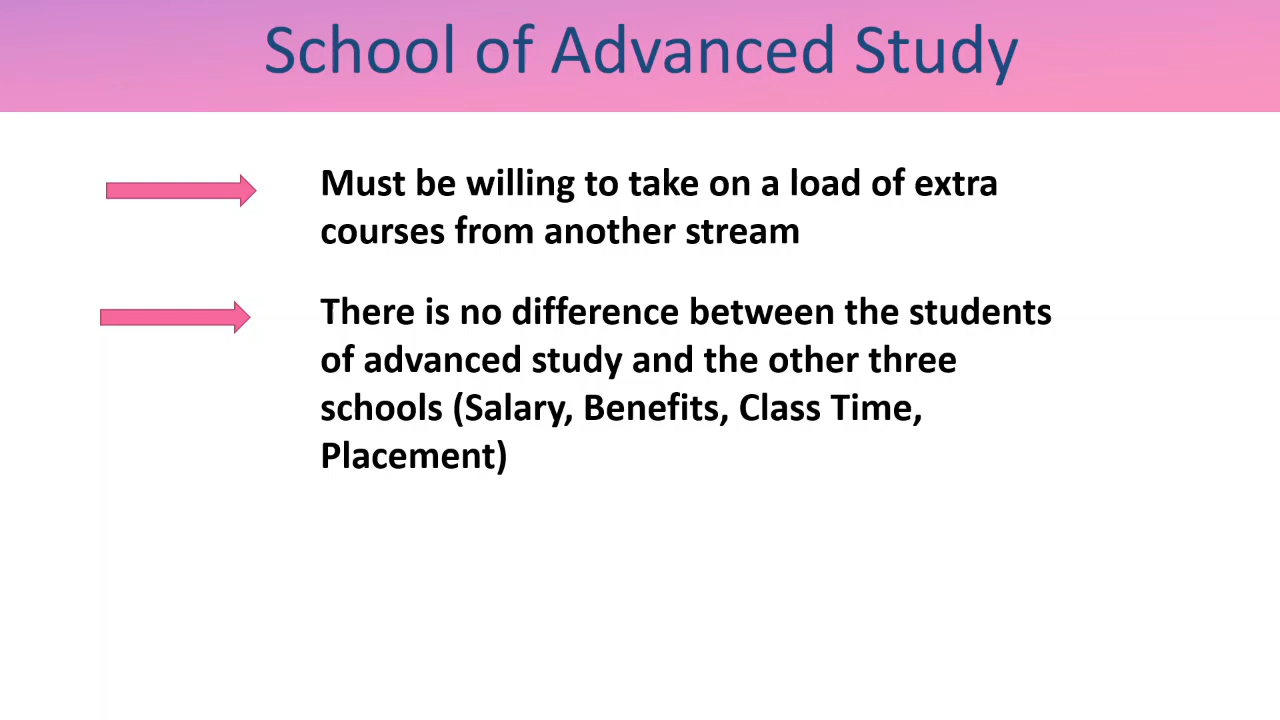 School of Advanced Study
Must be willing to take on a load of extra
courses from another stream
There is no difference between the students
of advanced study and the other three
schools (Salary, Benefits, Class Time,
Placement)